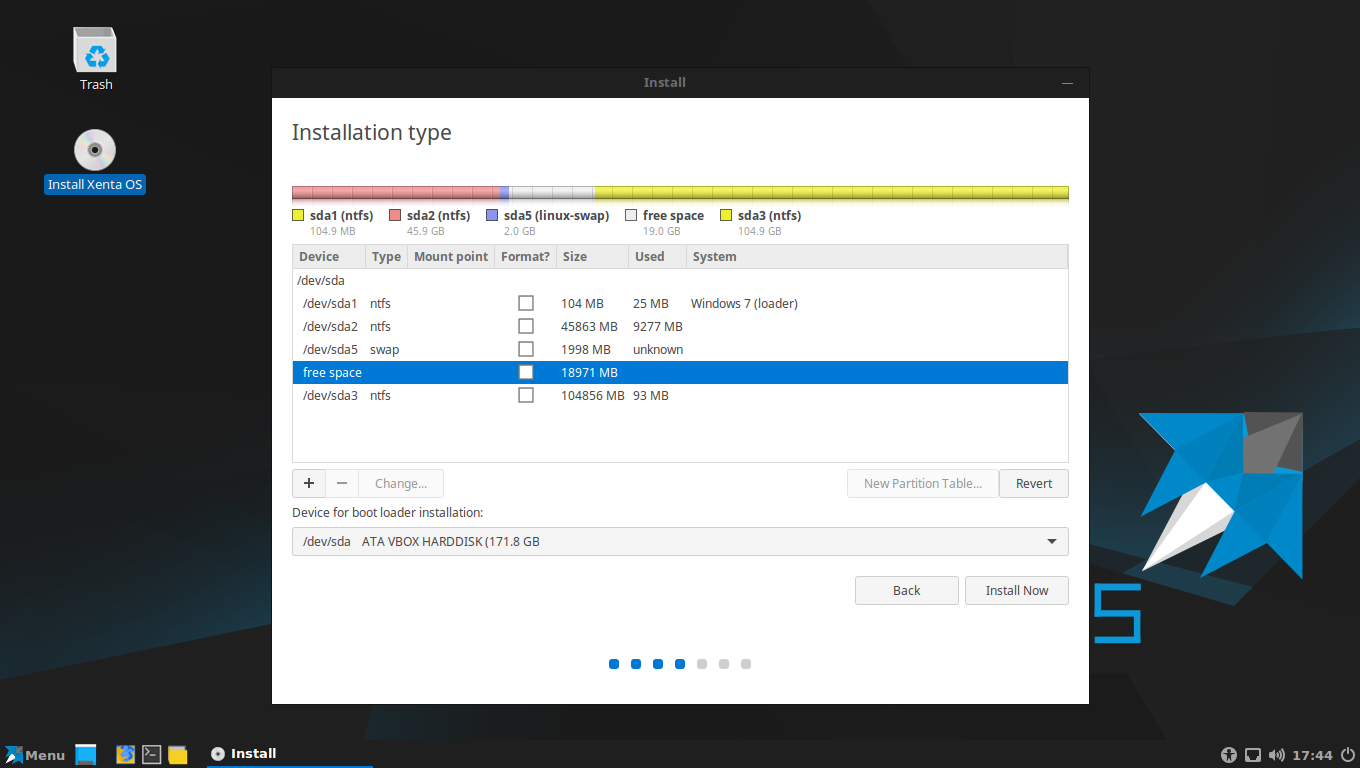 Trash
Install Xenta OS
Install
Installation type
sda1 (ntfs) sda2 (ntfs) sda5 (linux-swap) free space sda3 (ntfs)
104.9 MB 45.9 GB 2.0 GB 19.0 GB 104.9 GB
Device Type Mount point Format? Size Used System
/dev/sda
/dev/sda1 ntfs 104 MB 25 MB Windows 7 (loader)
/dev/sda2 ntfs 45863 MB 9277 MB
/dev/sda5 swap 1998 MB unknown
free space 18971 MB
/dev/sda3 ntfs 104856 MB 93 MB
+ − Change... New Partition Table... Revert
Device for boot loader installation:
/dev/sda ATA VBOX HARDDISK (171.8 GB
Back Install Now
S
Menu Install 17:44